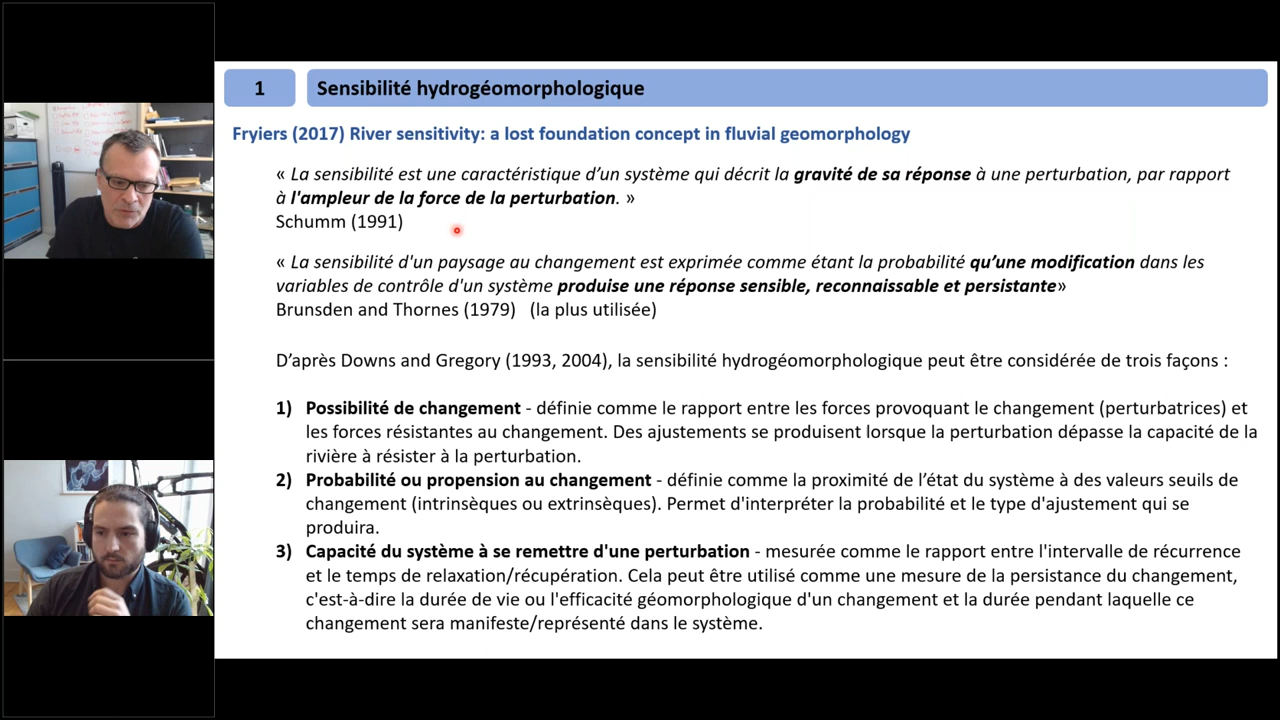 1
Sensibilité hydrogéomorphologique
Fryiers (2017) River sensitivity: a lost foundation concept in fluvial geomorphology
« La sensibilité est une caractéristique d’un système qui décrit la gravité de sa réponse à une perturbation, par rapport
à l'ampleur de la force de la perturbation. »
Schumm (1991)
« La sensibilité d'un paysage au changement est exprimée comme étant la probabilité qu’une modification dans les
variables de contrôle d'un système produise une réponse sensible, reconnaissable et persistante»
Brunsden and Thornes (1979) (la plus utilisée)
D’après Downs and Gregory (1993, 2004), la sensibilité hydrogéomorphologique peut être considérée de trois façons :
1) Possibilité de changement - définie comme le rapport entre les forces provoquant le changement (perturbatrices) et
les forces résistantes au changement. Des ajustements se produisent lorsque la perturbation dépasse la capacité de la
rivière à résister à la perturbation.
2) Probabilité ou propension au changement - définie comme la proximité de l’état du système à des valeurs seuils de
changement (intrinsèques ou extrinsèques). Permet d'interpréter la probabilité et le type d'ajustement qui se
produira.
3) Capacité du système à se remettre d'une perturbation - mesurée comme le rapport entre l'intervalle de récurrence
et le temps de relaxation/récupération. Cela peut être utilisé comme une mesure de la persistance du changement,
c'est-à-dire la durée de vie ou l'efficacité géomorphologique d'un changement et la durée pendant laquelle ce
changement sera manifeste/représenté dans le système.